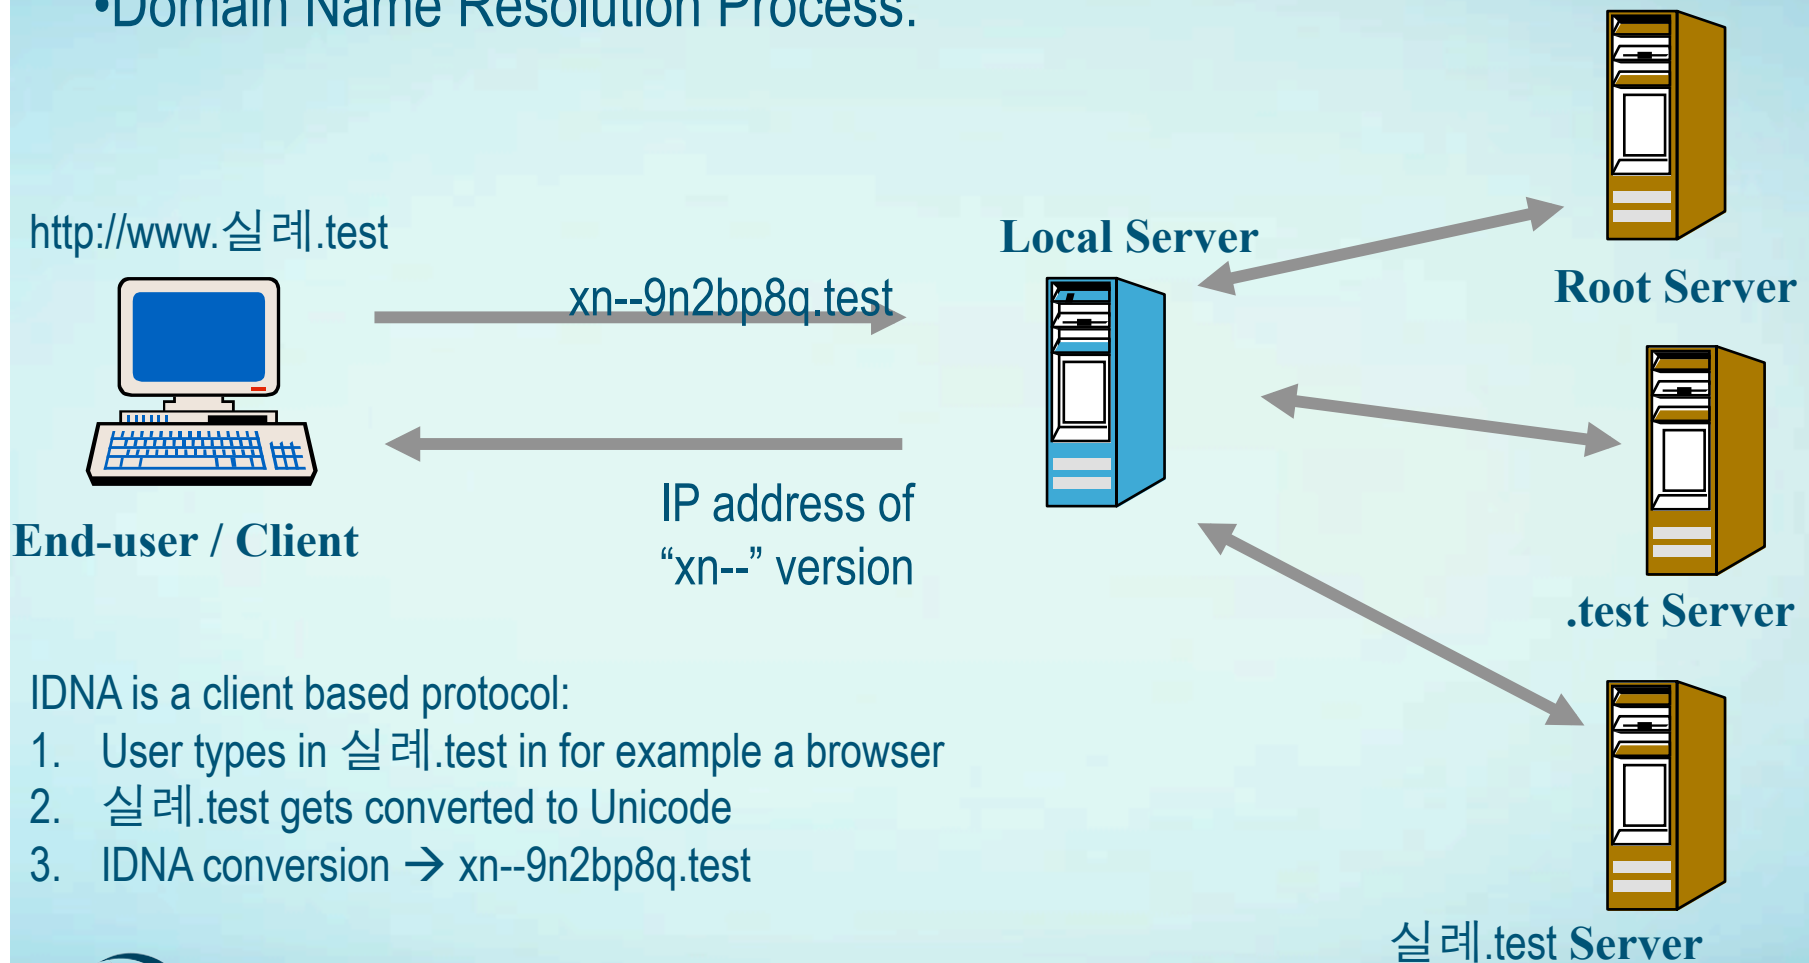 •Domain Name Resolution Process:
http://www.실례.test
xn--9n2bp8q.test
Local Server
Root Server
End-user / Client
IP address of
“xn--” version
.test Server
IDNA is a client based protocol:
1. User types in 실례.test in for example a browser
2. 실례.test gets converted to Unicode
3. IDNA conversion → xn--9n2bp8q.test
실례.test Server